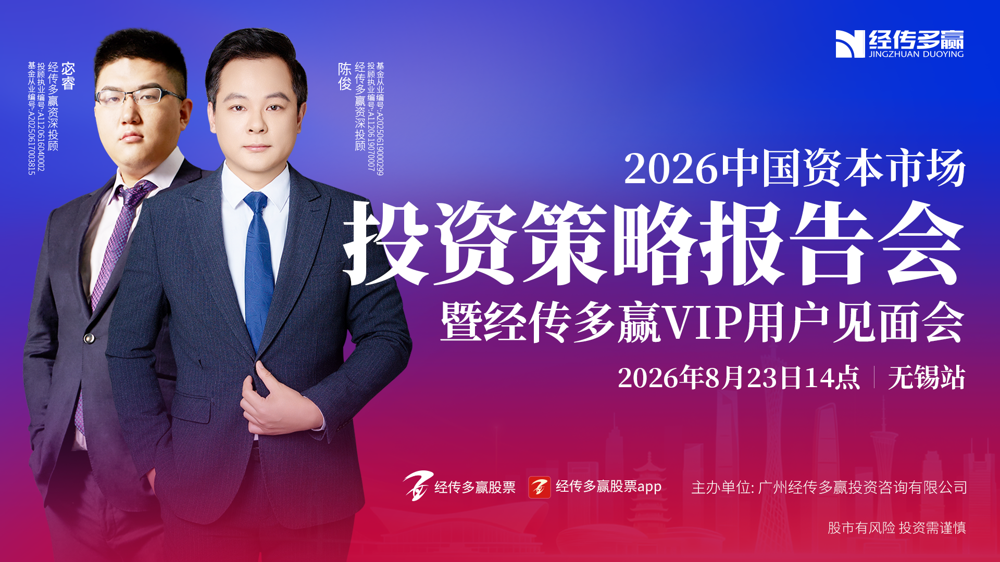 经传多赢
JINGZHUAN DUOYING
宓睿
经传多赢资深投顾
投顾执业编号:A1120616040002
基金从业编号:A20250617003815
陈俊
经传多赢资深投顾
投顾执业编号:A1120619070007
基金从业编号:A20250619000299
2026中国资本市场
投资策略报告会
暨经传多赢VIP用户见面会
2026年8月23日14点|无锡站
经传多赢股票
经传多赢股票app
主办单位: 广州经传多赢投资咨询有限公司
股市有风险 投资需谨慎